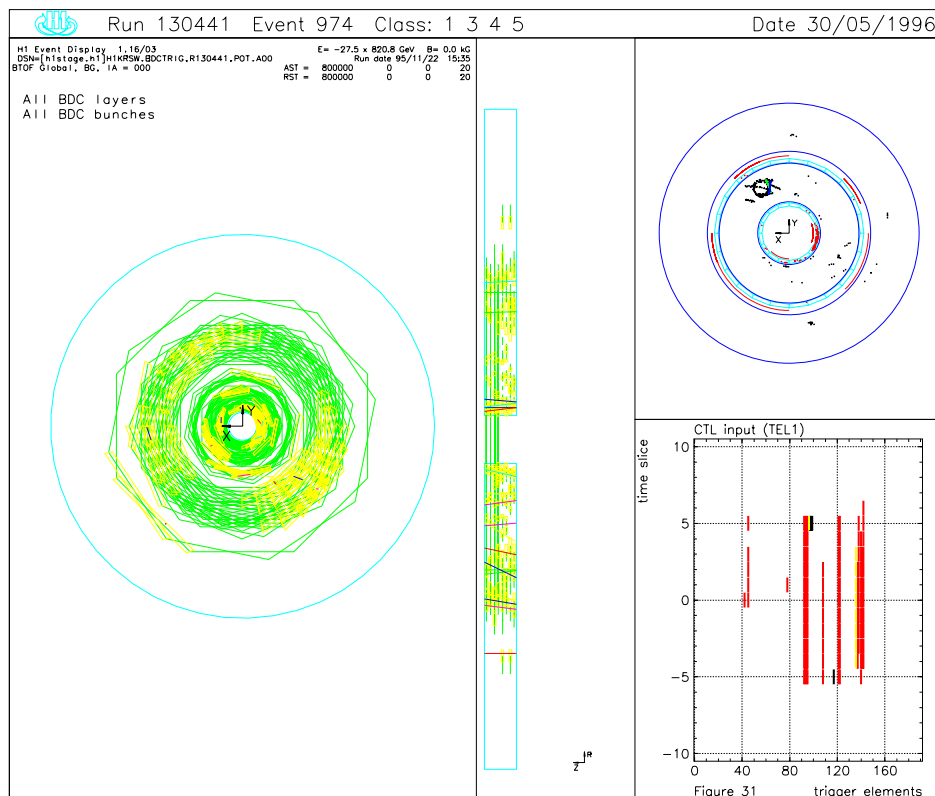 Run 130441 Event 974 Class: 1 3 4 5 Date 30/05/1996
H1 Event Display 1.16/03 E= -27.5 x 820.8 GeV B= 0.0 kG
DSN=[h1stage.h1]H1KRSW.BDCTRIG.R130441.POT.A00 Run date 95/11/22 15:35
BTOF Global, BG, IA = 000 AST = 800000 0 0 20
RST = 800000 0 0 20
All BDC layers
All BDC bunches
Y
X
R
Z
Y
X
CTL input (TEL1)
time slice
10
5
0
-5
-10
0 40 80 120 160
Figure 31 trigger elements